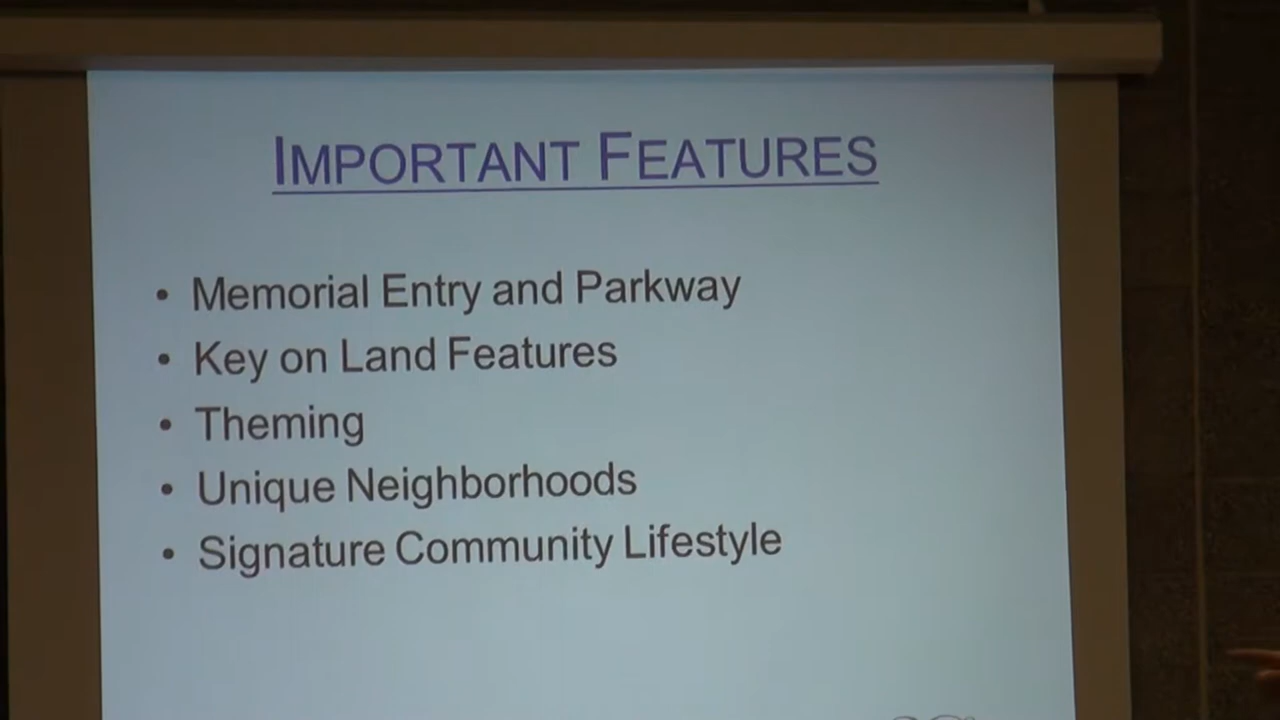 IMPORTANT FEATURES
• Memorial Entry and Parkway
• Key on Land Features
• Theming
• Unique Neighborhoods
• Signature Community Lifestyle